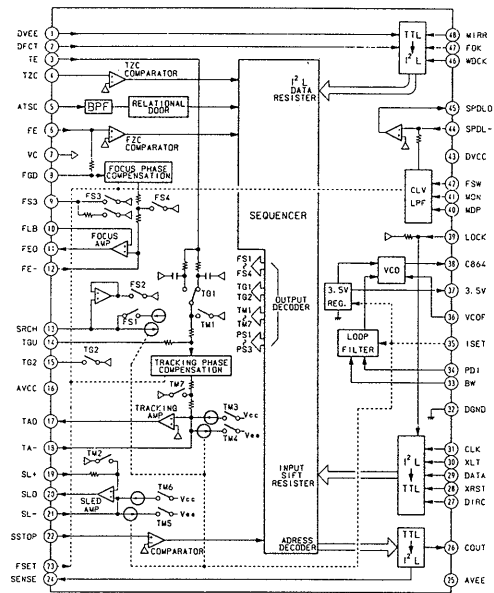 DVEE 1
DFCT 2
TE 3
TZC 4
ATSC 5
FE 6
VC 7
FGD 8
FS3 9
FLB 10
FEO 11
FE- 12
SRCH 13
TGU 14
TG2 15
AVCC 16
TAO 17
TA- 18
SL+ 19
SLO 20
SL- 21
SSTOP 22
FSET 23
SENSE 24
TZC
COMPARATOR
BPF
RELATIONAL
DOOR
FZC
COMPARATOR
FOCUS PHASE
COMPENSATION
FS3
FS4
FOCUS
AMP
FS2
FS1
TG1
TM1
TG2
TRACKING PHASE
COMPENSATION
TM7
TRACKING
AMP
TM3
Vcc
TM4
Vee
TM2
SLED
AMP
TM6
Vcc
TM5
Vee
COMPARATOR
I² L
DATA
REISTER
SEQUENCER
FS1
FS4
TG1
TG2
TM1
TM7
PS1
PS3
OUTPUT
DECODER
INPUT
SIFT
RESISTER
ADRESS
DECODER
TTL
I² L
CLV
LPF
VCO
3.5V
REG.
LOOP
FILTER
I² L
TTL
TTL
I² L
48 MIRR
47 FOK
46 WDCK
45 SPDLO
44 SPDL-
43 DVCC
42 FSW
41 MON
40 MDP
39 LOCK
38 C864
37 3.5V
36 VCOF
35 ISET
34 PDI
33 BW
32 DGND
31 CLK
30 XLT
29 DATA
28 XRST
27 DIRC
26 COUT
25 AVEE